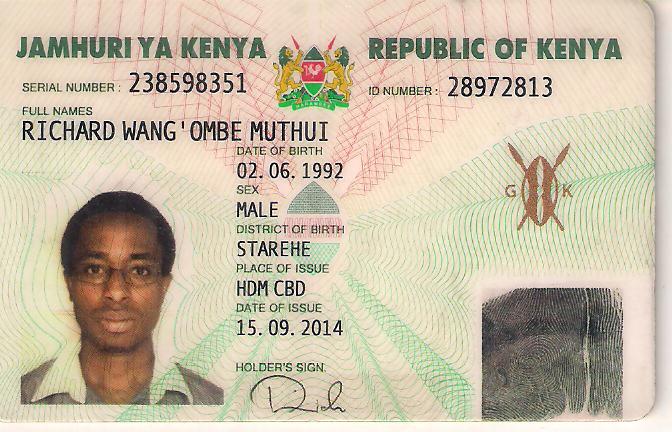 JAMHURI YA KENYA REPUBLIC OF KENYA
SERIAL NUMBER : 238598351 ID NUMBER : 28972813
FULL NAMES
RICHARD WANG'OMBE MUTHUI
DATE OF BIRTH
02. 06. 1992
SEX
MALE
G K
DISTRICT OF BIRTH
STAREHE
PLACE OF ISSUE
HDM CBD
DATE OF ISSUE
15. 09. 2014
HOLDER'S SIGN.
Rich